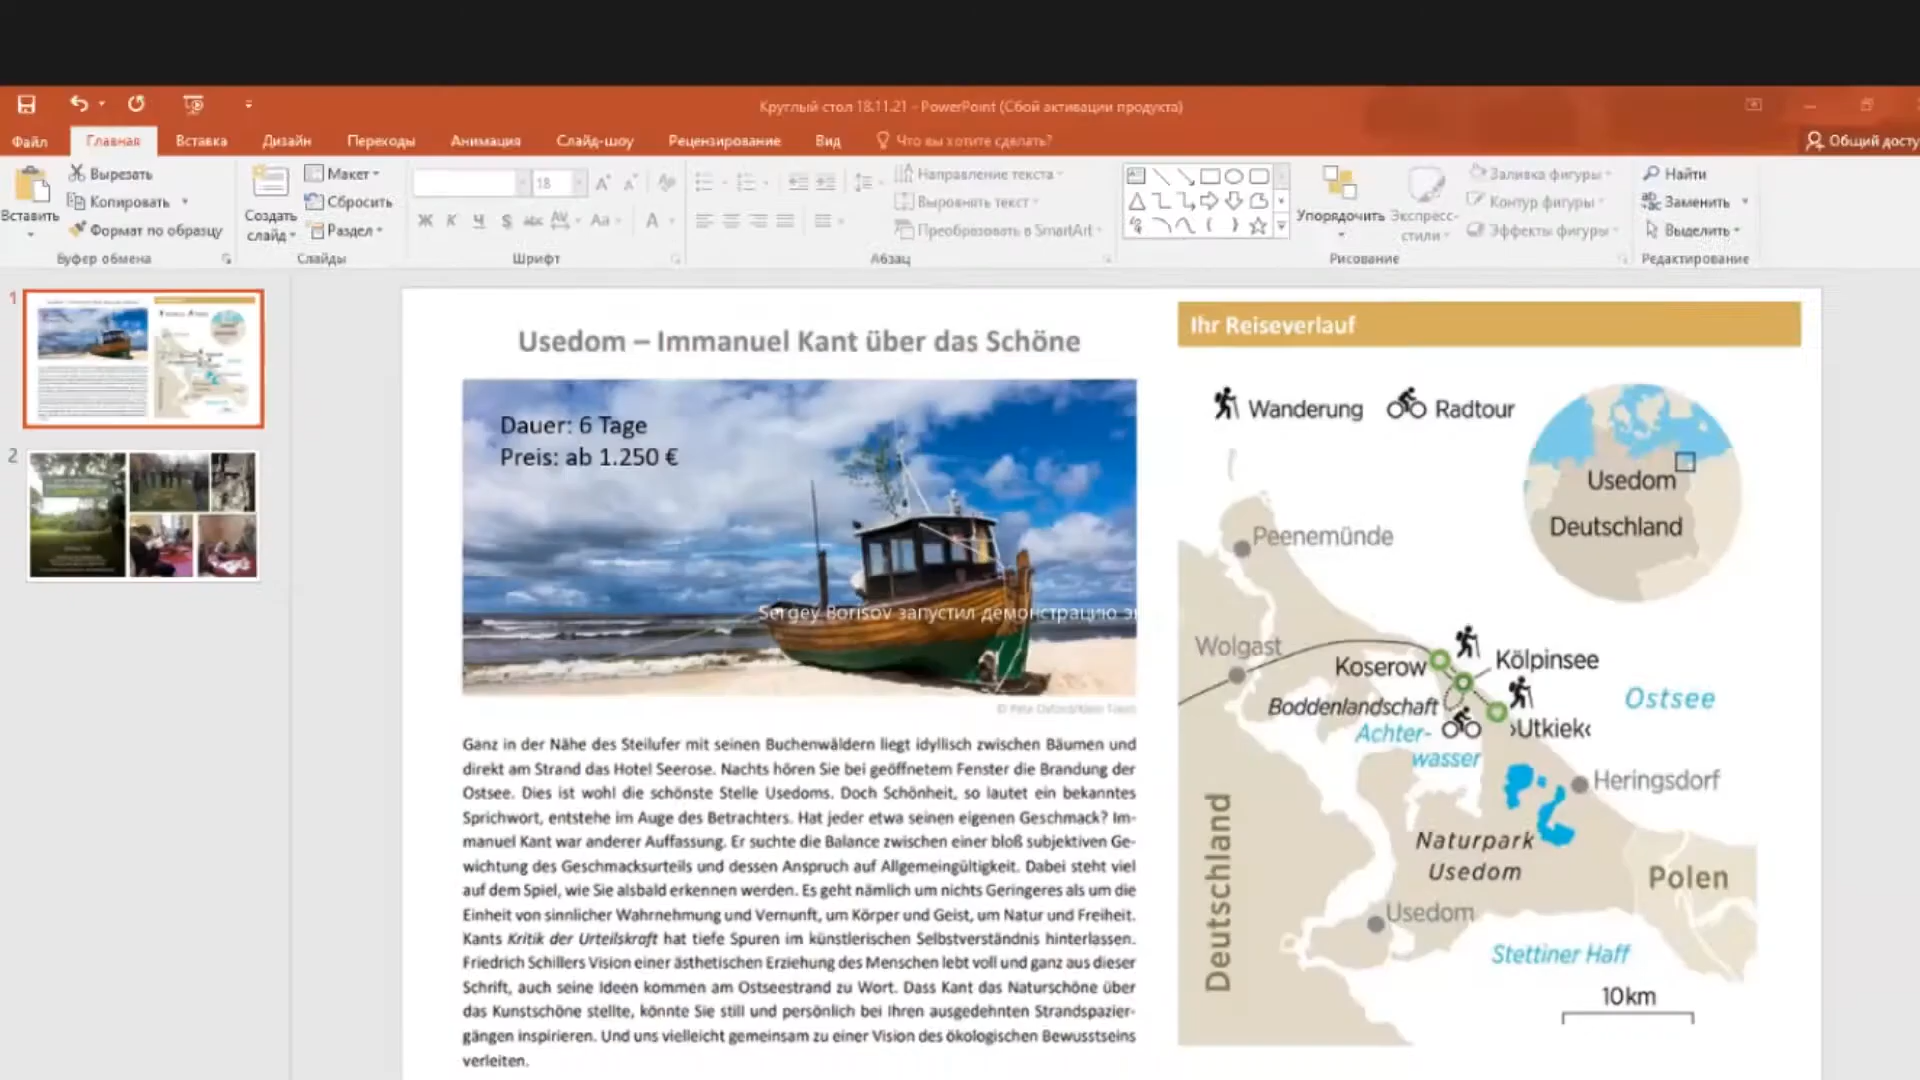 Круглый стол 18.11.21 - PowerPoint (Сбой активации продукта)
Файл
Главная
Вставка
Дизайн
Переходы
Анимация
Слайд-шоу
Рецензирование
Вид
Что вы хотите сделать?
Общий досту
Вставить
Вырезать
Копировать
Формат по образцу
Буфер обмена
Создать слайд
Макет
Сбросить
Раздел
Слайды
18
Ж К Ч S abc AV Aa A
Шрифт
Направление текста
Выровнять текст
Преобразовать в SmartArt
Абзац
Упорядочить
Экспресс-стили
Заливка фигуры
Контур фигуры
Эффекты фигуры
Рисование
Найти
Заменить
Выделить
Редактирование
1
2
Usedom – Immanuel Kant über das Schöne
Dauer: 6 Tage
Preis: ab 1.250 €
Sergey Borisov запустил демонстрацию
Ganz in der Nähe des Steilufer mit seinen Buchenwäldern liegt idyllisch zwischen Bäumen und
direkt am Strand das Hotel Seerose. Nachts hören Sie bei geöffnetem Fenster die Brandung der
Ostsee. Dies ist wohl die schönste Stelle Usedoms. Doch Schönheit, so lautet ein bekanntes
Sprichwort, entstehe im Auge des Betrachters. Hat jeder etwa seinen eigenen Geschmack? Im-
manuel Kant war anderer Auffassung. Er suchte die Balance zwischen einer bloß subjektiven Ge-
wichtung des Geschmacksurteils und dessen Anspruch auf Allgemeingültigkeit. Dabei steht viel
auf dem Spiel, wie Sie alsbald erkennen werden. Es geht nämlich um nichts Geringeres als um die
Einheit von sinnlicher Wahrnehmung und Vernunft, um Körper und Geist, um Natur und Freiheit.
Kants Kritik der Urteilskraft hat tiefe Spuren im künstlerischen Selbstverständnis hinterlassen.
Friedrich Schillers Vision einer ästhetischen Erziehung des Menschen lebt voll und ganz aus dieser
Schrift, auch seine Ideen kommen am Ostseestrand zu Wort. Dass Kant das Naturschöne über
das Kunstschöne stellte, könnte Sie still und persönlich bei Ihren ausgedehnten Strandspazier-
gängen inspirieren. Und uns vielleicht gemeinsam zu einer Vision des ökologischen Bewusstseins
verleiten.
Ihr Reiseverlauf
Wanderung
Radtour
Usedom
Deutschland
Peenemünde
Wolgast
Koserow
Kölpinsee
Boddenlandschaft
Ostsee
Achter-
wasser
›Utkiek‹
Heringsdorf
Naturpark
Usedom
Polen
Deutschland
Usedom
Stettiner Haff
10km